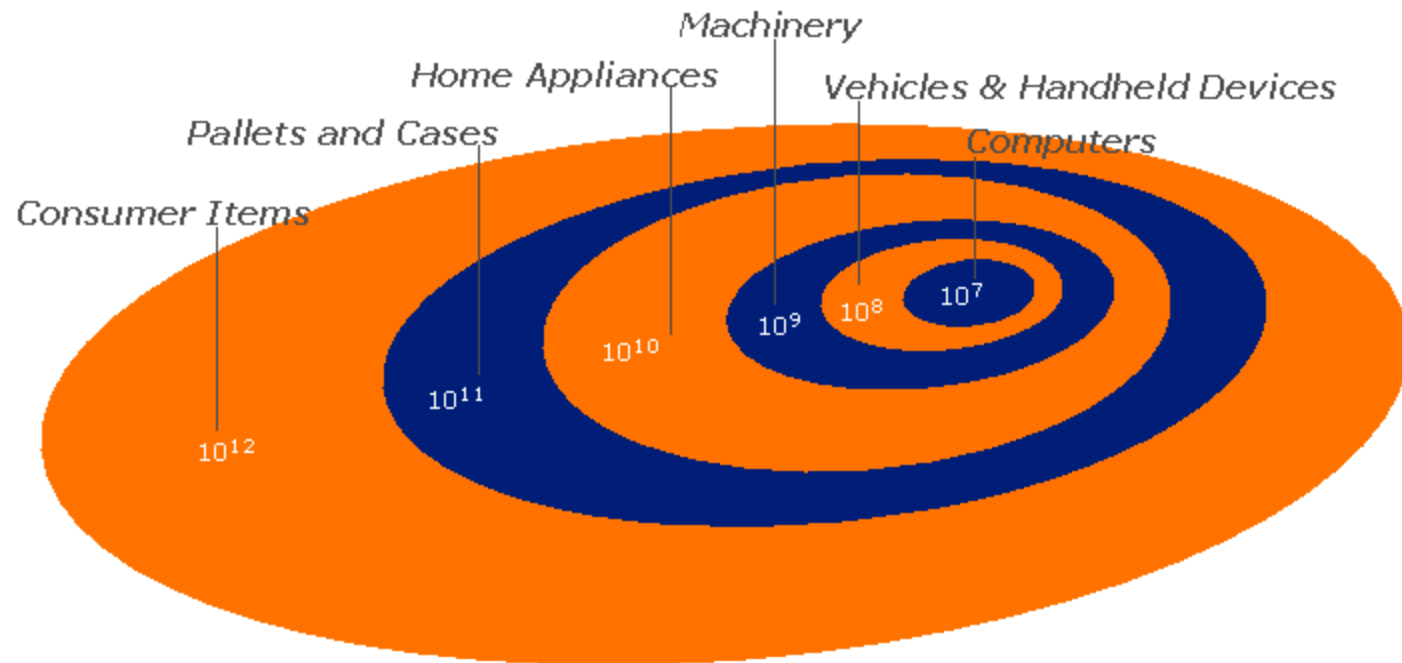 Machinery
Home Appliances
Vehicles & Handheld Devices
Pallets and Cases
Computers
Consumer Items
10⁷
10⁸
10⁹
10¹⁰
10¹¹
10¹²